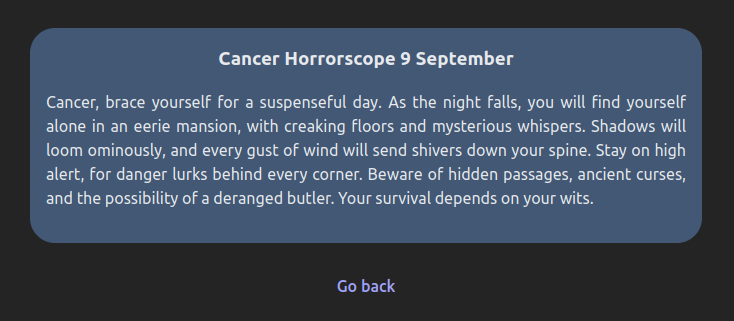 Cancer Horrorscope 9 September
Cancer, brace yourself for a suspenseful day. As the night falls, you will find yourself
alone in an eerie mansion, with creaking floors and mysterious whispers. Shadows will
loom ominously, and every gust of wind will send shivers down your spine. Stay on high
alert, for danger lurks behind every corner. Beware of hidden passages, ancient curses,
and the possibility of a deranged butler. Your survival depends on your wits.
Go back